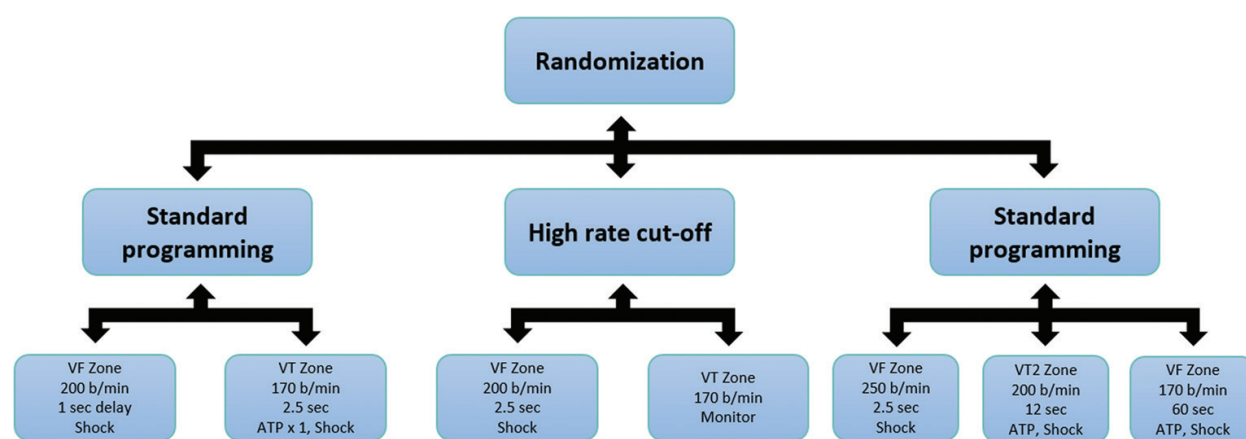 Randomization
Standard
programming
High rate cut-off
Standard
programming
VF Zone
200 b/min
1 sec delay
Shock
VT Zone
170 b/min
2.5 sec
ATP x 1, Shock
VF Zone
200 b/min
2.5 sec
Shock
VT Zone
170 b/min
Monitor
VF Zone
250 b/min
2.5 sec
Shock
VT2 Zone
200 b/min
12 sec
ATP, Shock
VF Zone
170 b/min
60 sec
ATP, Shock